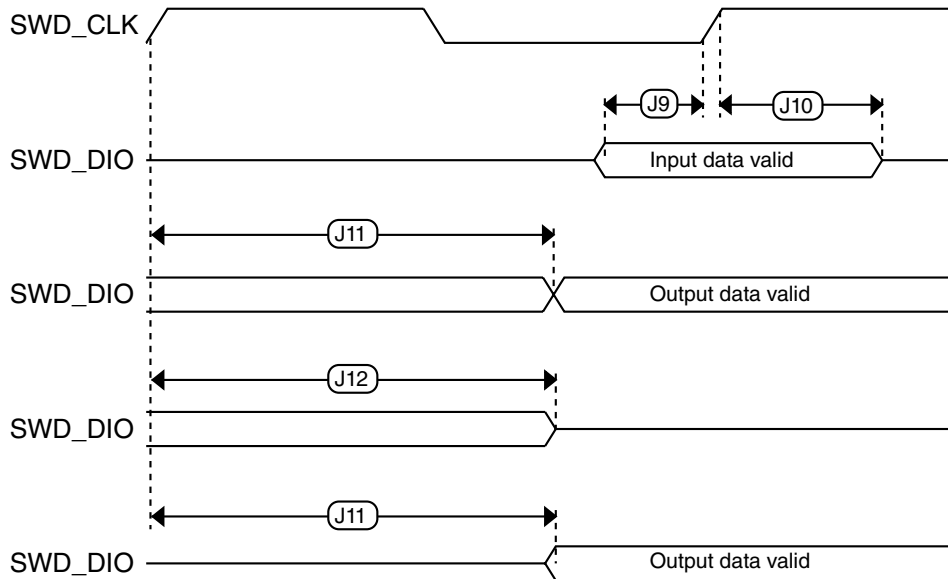 SWD_CLK
J9
J10
SWD_DIO
Input data valid
J11
SWD_DIO
Output data valid
J12
SWD_DIO
J11
SWD_DIO
Output data valid